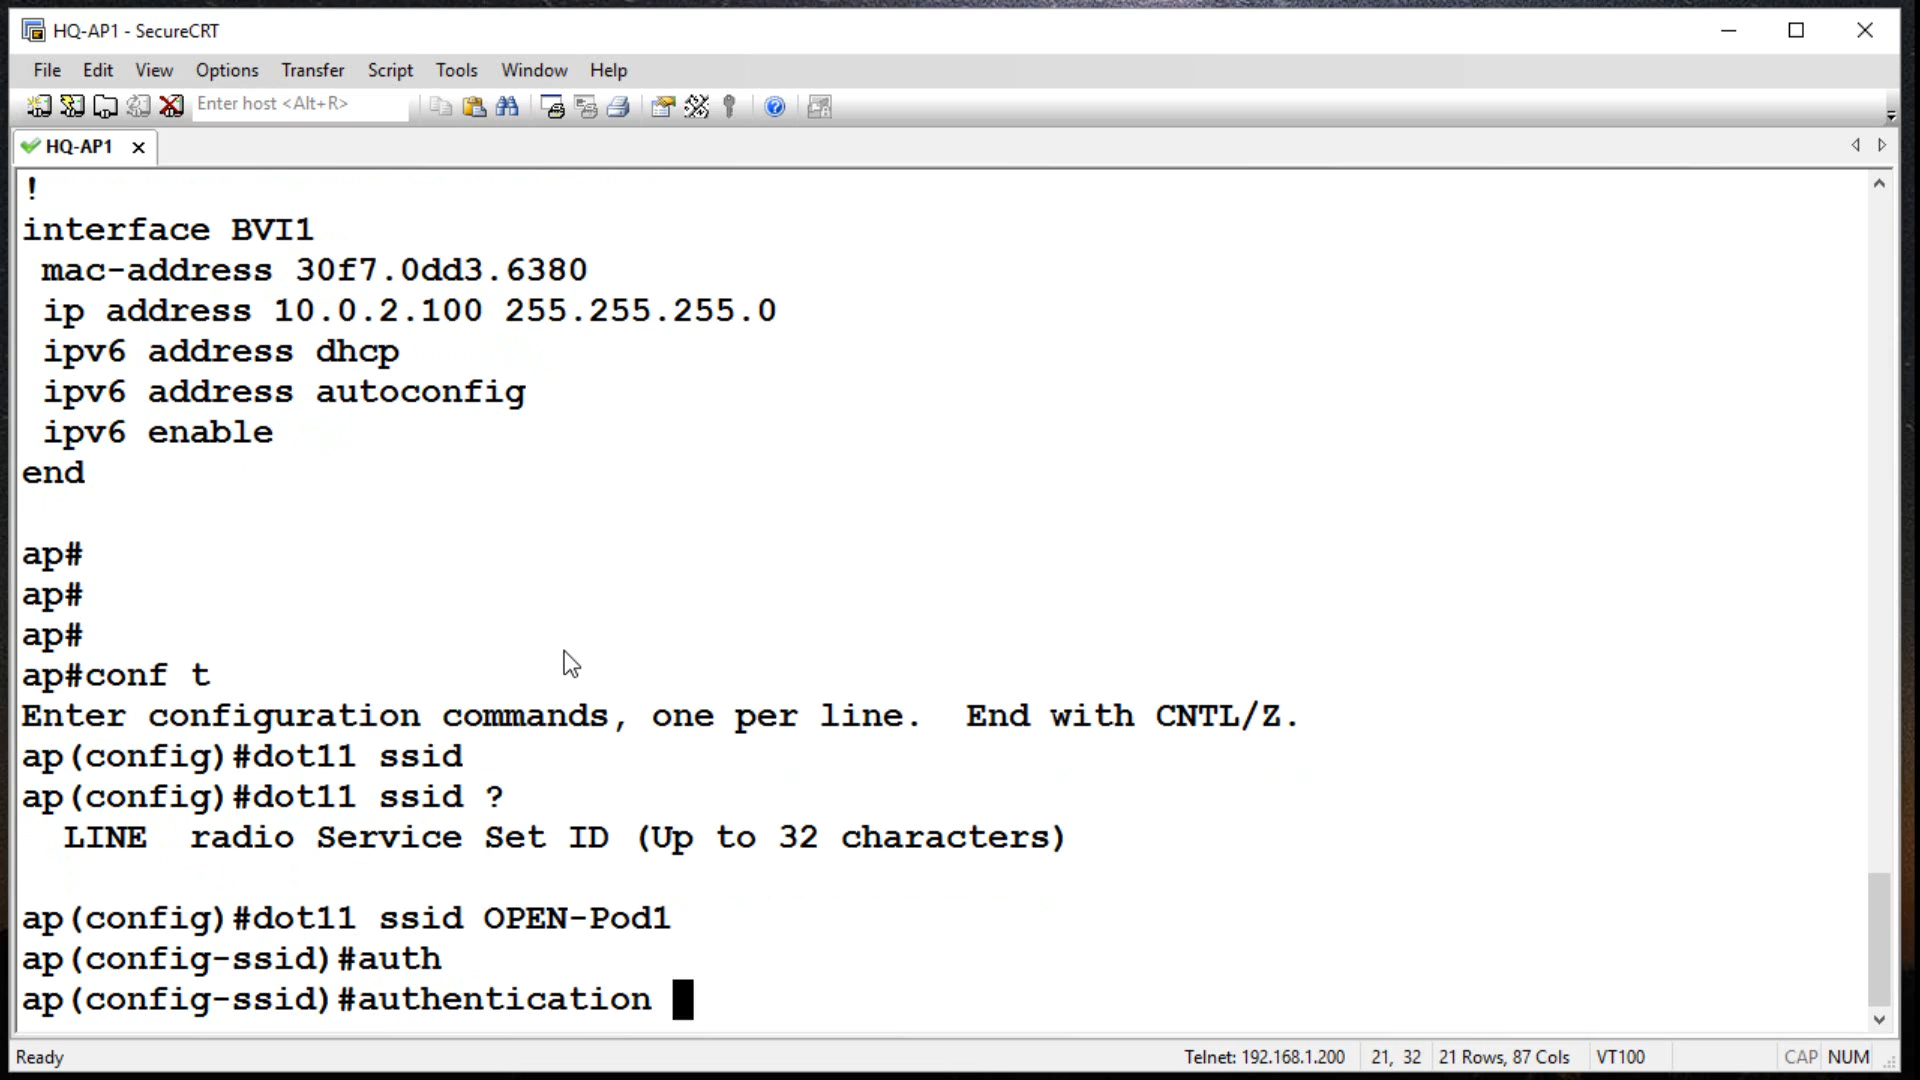 HQ-AP1 - SecureCRT
File Edit View Options Transfer Script Tools Window Help
Enter host <Alt+R>
HQ-AP1
!
interface BVI1
 mac-address 30f7.0dd3.6380
 ip address 10.0.2.100 255.255.255.0
 ipv6 address dhcp
 ipv6 address autoconfig
 ipv6 enable
end
ap#
ap#
ap#
ap#conf t
Enter configuration commands, one per line.  End with CNTL/Z.
ap(config)#dot11 ssid
ap(config)#dot11 ssid ?
  LINE  radio Service Set ID (Up to 32 characters)
ap(config)#dot11 ssid OPEN-Pod1
ap(config-ssid)#auth
ap(config-ssid)#authentication
Ready Telnet: 192.168.1.200 21, 32 21 Rows, 87 Cols VT100 CAP NUM